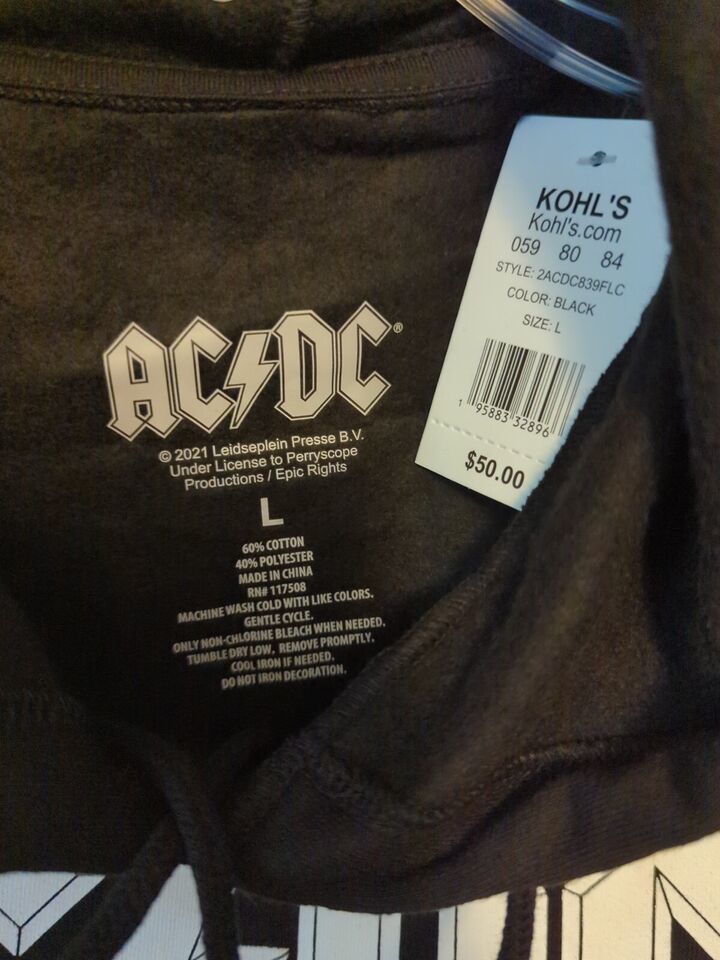 KOHL'S
Kohl's.com
059 80 84
STYLE: 2ACDC839FLC
COLOR: BLACK
SIZE: L
1 95883 32896
$50.00
AC⚡DC®
© 2021 Leidseplein Presse B.V.
Under License to Perryscope
Productions / Epic Rights
L
60% COTTON
40% POLYESTER
MADE IN CHINA
RN# 117508
MACHINE WASH COLD WITH LIKE COLORS.
GENTLE CYCLE.
ONLY NON-CHLORINE BLEACH WHEN NEEDED.
TUMBLE DRY LOW. REMOVE PROMPTLY.
COOL IRON IF NEEDED.
DO NOT IRON DECORATION.